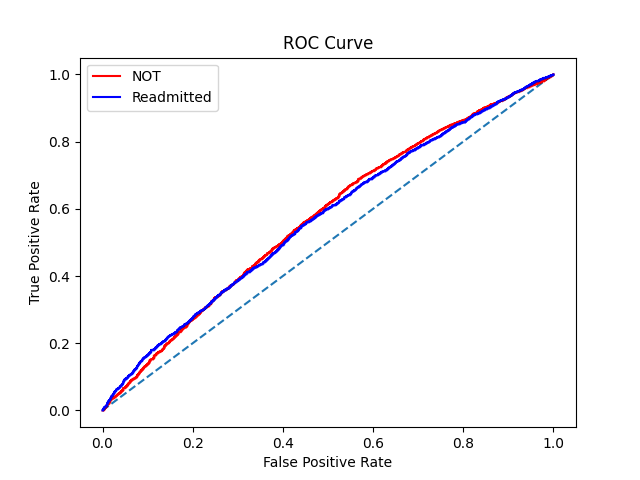 ROC Curve
NOT
Readmitted
True Positive Rate
1.0
0.8
0.6
0.4
0.2
0.0
0.0 0.2 0.4 0.6 0.8 1.0
False Positive Rate